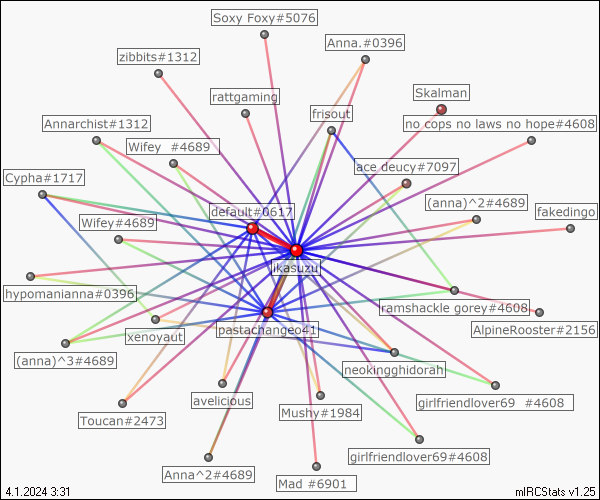 Soxy Foxy#5076
Anna.#0396
zibbits#1312
Skalman
rattgaming
frisout
Annarchist#1312
no cops no laws no hope#4608
Wifey  #4689
ace deucy#7097
Cypha#1717
(anna)^2#4689
default#0617
fakedingo
Wifey#4689
likasuzu
hypomanianna#0396
ramshackle gorey#4608
xenoyaut
pastachangeo41
AlpineRooster#2156
(anna)^3#4689
neokingghidorah
avelicious
girlfriendlover69  #4608
Mushy#1984
Toucan#2473
girlfriendlover69#4608
Anna^2#4689
Mad #6901
4.1.2024 3:31
mIRCStats v1.25